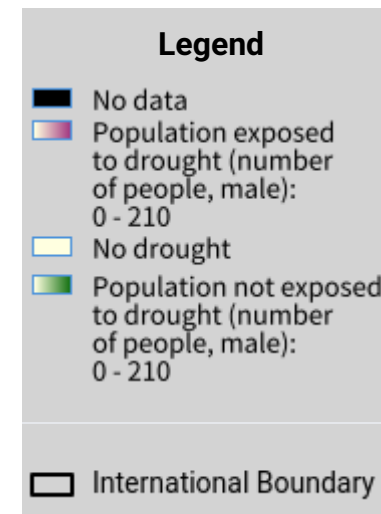 Legend
No data
Population exposed
to drought (number
of people, male):
0 - 210
No drought
Population not exposed
to drought (number
of people, male):
0 - 210
International Boundary